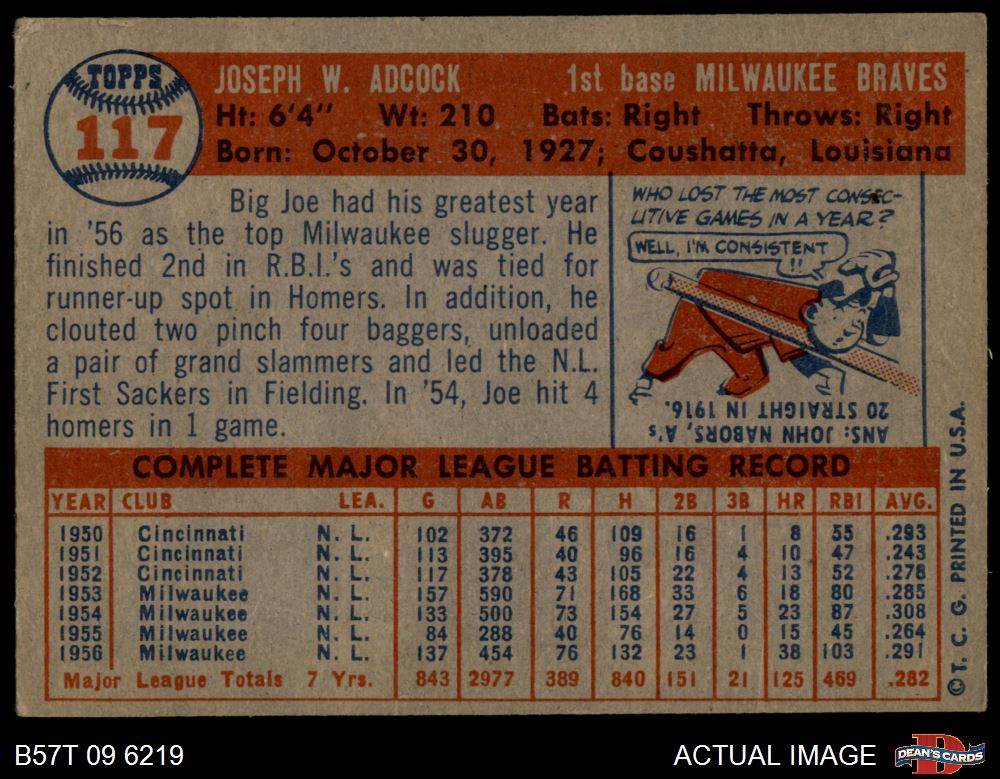 TOPPS
117
JOSEPH W. ADCOCK 1st base MILWAUKEE BRAVES
Ht: 6'4" Wt: 210 Bats: Right Throws: Right
Born: October 30, 1927; Coushatta, Louisiana
Big Joe had his greatest year
in '56 as the top Milwaukee slugger. He
finished 2nd in R.B.I.'s and was tied for
runner-up spot in Homers. In addition, he
clouted two pinch four baggers, unloaded
a pair of grand slammers and led the N.L.
First Sackers in Fielding. In '54, Joe hit 4
homers in 1 game.
WHO LOST THE MOST CONSEC-
UTIVE GAMES IN A YEAR?
WELL, I'M CONSISTENT
!!
ANS: JOHN NABORS, A's
20 STRAIGHT IN 1916.
COMPLETE MAJOR LEAGUE BATTING RECORD
YEAR CLUB LEA. G AB R H 2B 3B HR RBI AVG.
1950 Cincinnati N. L. 102 372 46 109 16 1 8 55 .293
1951 Cincinnati N. L. 113 395 40 96 16 4 10 47 .243
1952 Cincinnati N. L. 117 378 43 105 22 4 13 52 .278
1953 Milwaukee N. L. 157 590 71 168 33 6 18 80 .285
1954 Milwaukee N. L. 133 500 73 154 27 5 23 87 .308
1955 Milwaukee N. L. 84 288 40 76 14 0 15 45 .264
1956 Milwaukee N. L. 137 454 76 132 23 1 38 103 .291
Major League Totals 7 Yrs. 843 2977 389 840 151 21 125 469 .282
© T. C. G. PRINTED IN U.S.A.
B57T 09 6219
ACTUAL IMAGE
DEAN'S CARDS